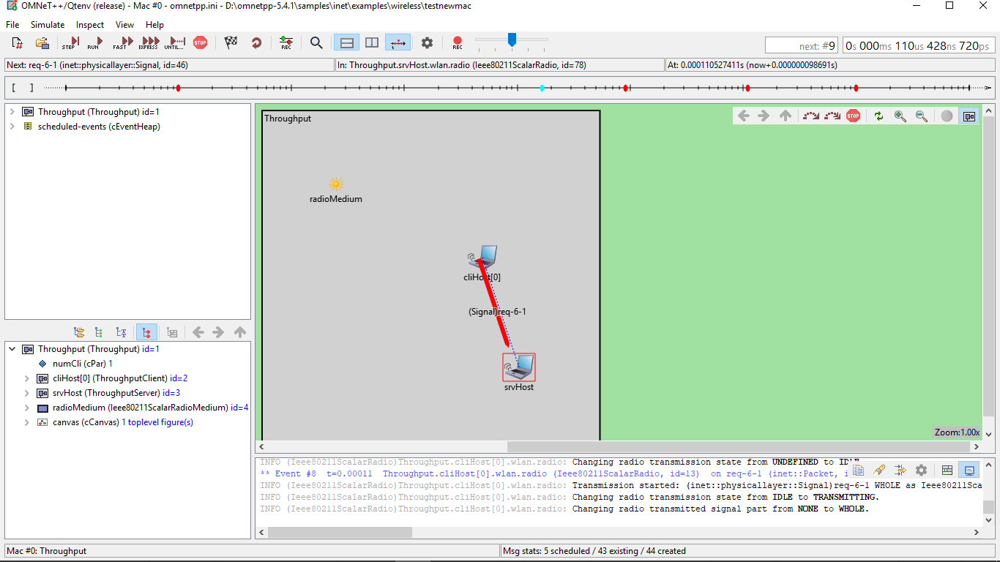 OMNeT++/Qtenv (release) - Mac #0 - omnetpp.ini - D:\omnetpp-5.4.1\samples\inet\examples\wireless\testnewmac
File Simulate Inspect View Help
STEP RUN FAST EXPRESS UNTIL... STOP REC REC next: #9 0s 000ms 110us 428ns 720ps
Next: req-6-1 (inet::physicallayer::Signal, id=46) In: Throughput.srvHost.wlan.radio (Ieee80211ScalarRadio, id=78) At: 0.000110527411s (now+0.000000098691s)
[ ]
Throughput (Throughput) id=1
scheduled-events (cEventHeap)
Throughput
STOP
radioMedium
cliHost[0]
(Signal)req-6-1
srvHost
Zoom:1.00x
Throughput (Throughput) id=1
numCli (cPar) 1
cliHost[0] (ThroughputClient) id=2
srvHost (ThroughputServer) id=3
radioMedium (Ieee80211ScalarRadioMedium) id=4
canvas (cCanvas) 1 toplevel figure(s)
INFO (Ieee80211ScalarRadio)Throughput.cliHost[0].wlan.radio: Changing radio transmission state from UNDEFINED to IDLE
** Event #8 t=0.00011 Throughput.cliHost[0].wlan.radio (Ieee80211ScalarRadio, id=13) on req-6-1 (inet::Packet, i
INFO (Ieee80211ScalarRadio)Throughput.cliHost[0].wlan.radio: Transmission started: (inet::physicallayer::Signal)req-6-1 WHOLE as Ieee80211Sca
INFO (Ieee80211ScalarRadio)Throughput.cliHost[0].wlan.radio: Changing radio transmission state from IDLE to TRANSMITTING.
INFO (Ieee80211ScalarRadio)Throughput.cliHost[0].wlan.radio: Changing radio transmitted signal part from NONE to WHOLE.
Mac #0: Throughput
Msg stats: 5 scheduled / 43 existing / 44 created